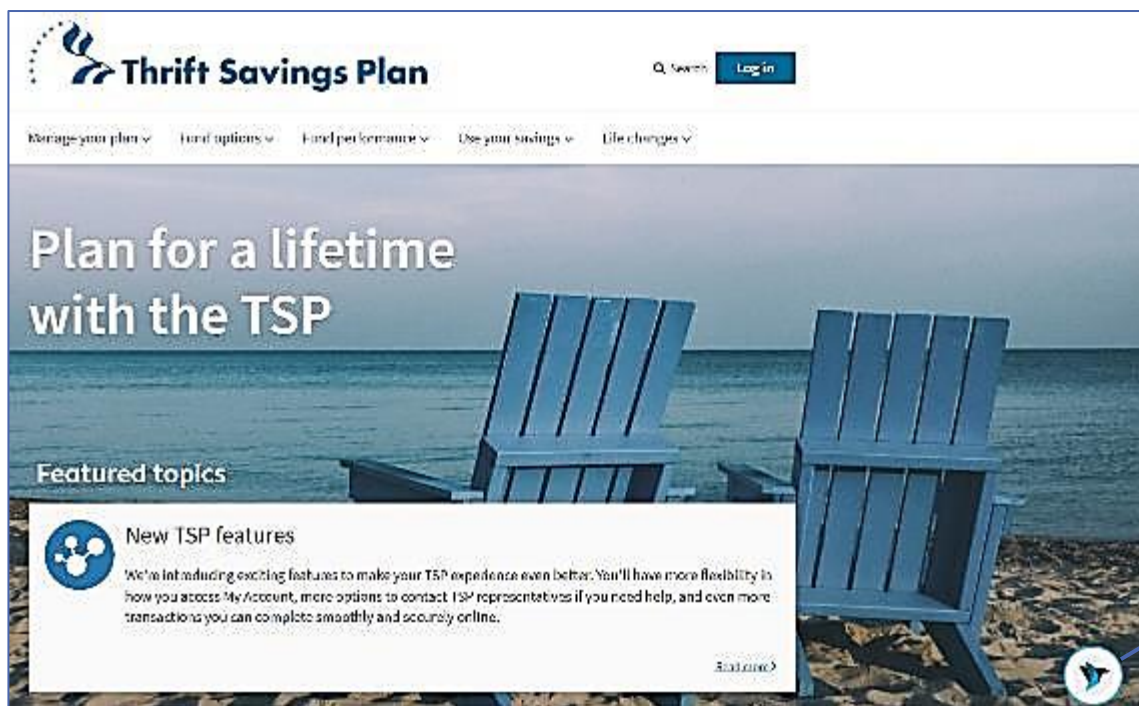 Thrift Savings Plan
Search
Log in
Manage your plan
Fund options
Fund performance
Use your savings
Life changes
Plan for a lifetime
with the TSP
Featured topics
New TSP features
We're introducing exciting features to make your TSP experience even better. You'll have more flexibility in
how you access My Account, more options to contact TSP representatives if you need help, and even more
transactions you can complete smoothly and securely online.
Read more